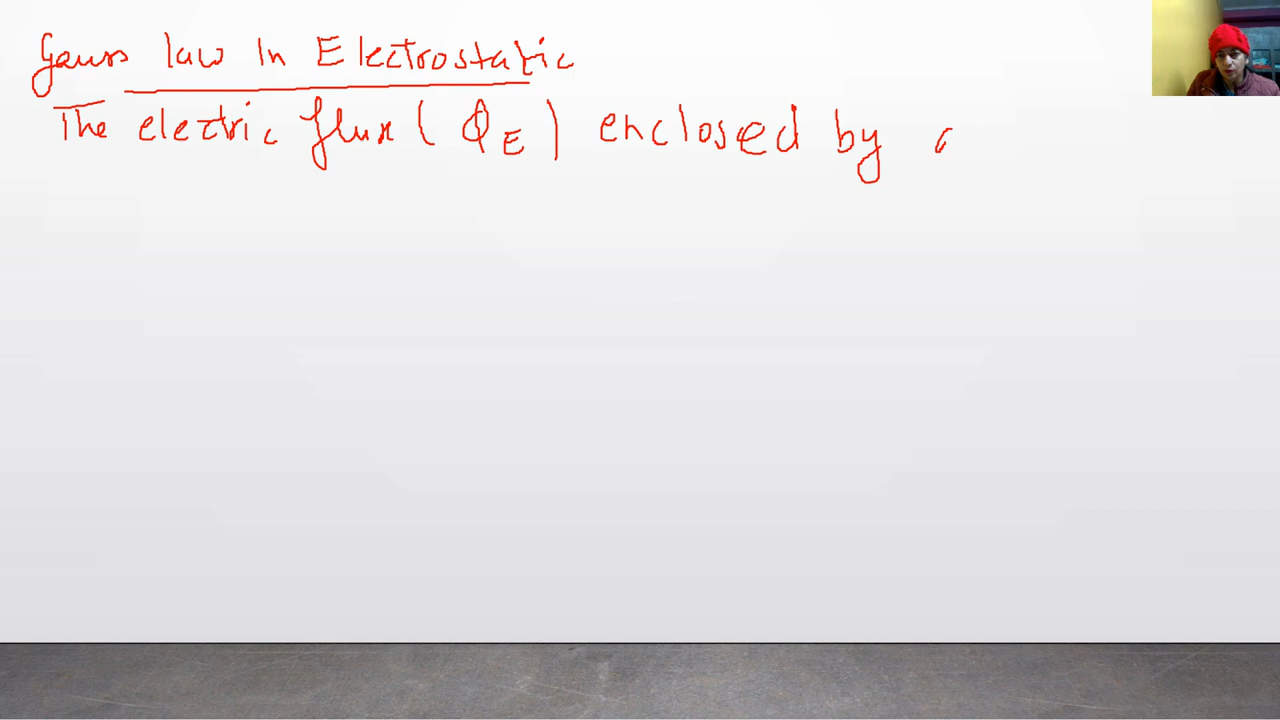 Gauss law in Electrostatic
The electric flux ( ΦE ) enclosed by a